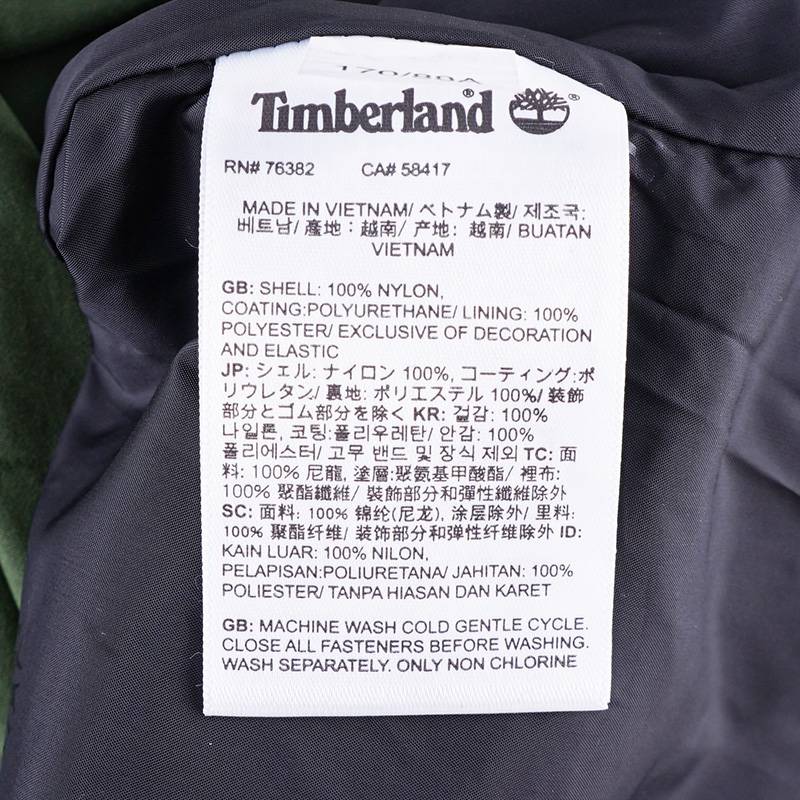 170/88A
Timberland®
®
RN# 76382 CA# 58417
MADE IN VIETNAM/ ベトナム製/ 제조국:
베트남/ 產地：越南/ 产地: 越南/ BUATAN
VIETNAM
GB: SHELL: 100% NYLON,
COATING:POLYURETHANE/ LINING: 100%
POLYESTER/ EXCLUSIVE OF DECORATION
AND ELASTIC
JP: シェル: ナイロン 100%, コーティング:ポ
リウレタン/ 裏地: ポリエステル 100%/ 装飾
部分とゴム部分を除く KR: 겉감: 100%
나일론, 코팅:폴리우레탄/ 안감: 100%
폴리에스터/ 고무 밴드 및 장식 제외 TC: 面
料: 100% 尼龍, 塗層:聚氨基甲酸酯/ 裡布:
100% 聚酯纖維/ 裝飾部分和彈性纖維除外
SC: 面料: 100% 锦纶(尼龙), 涂层除外/ 里料:
100% 聚酯纤维/ 装饰部分和弹性纤维除外 ID:
KAIN LUAR: 100% NILON,
PELAPISAN:POLIURETANA/ JAHITAN: 100%
POLIESTER/ TANPA HIASAN DAN KARET
GB: MACHINE WASH COLD GENTLE CYCLE.
CLOSE ALL FASTENERS BEFORE WASHING.
WASH SEPARATELY. ONLY NON CHLORINE